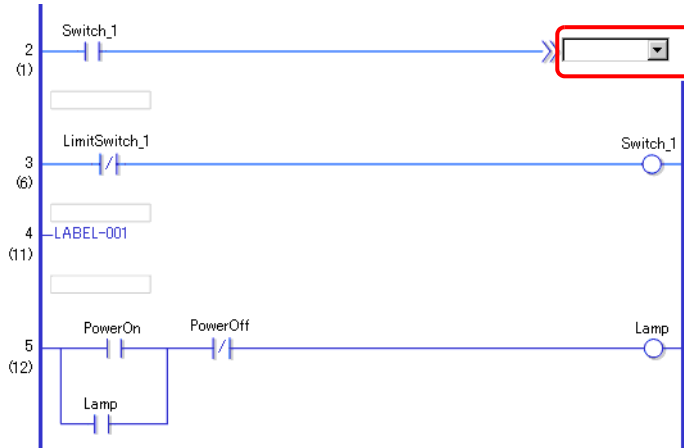 Switch_1
2
(1)
LimitSwitch_1
Switch_1
3
(6)
4
LABEL-001
(11)
PowerOn
PowerOff
Lamp
5
(12)
Lamp